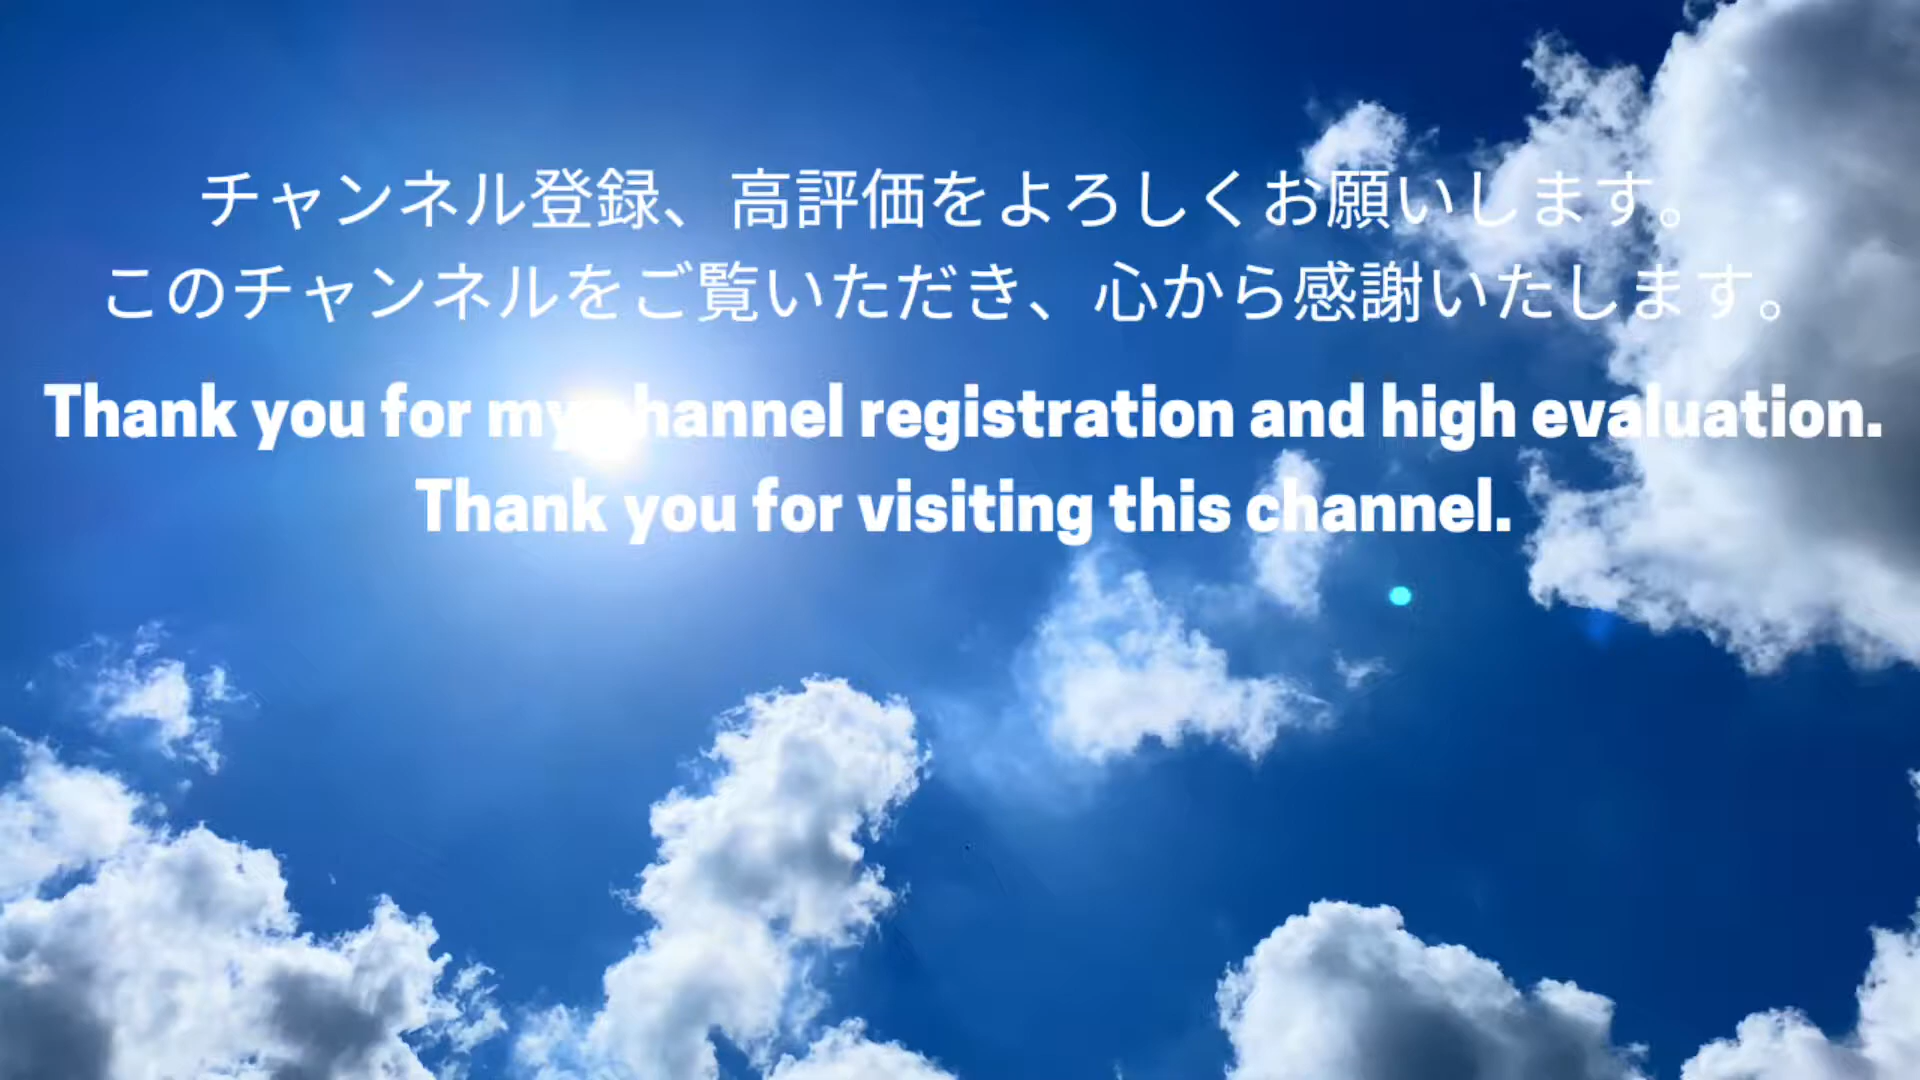 チャンネル登録、高評価をよろしくお願いします。
このチャンネルをご覧いただき、心から感謝いたします。
Thank you for my channel registration and high evaluation.
Thank you for visiting this channel.